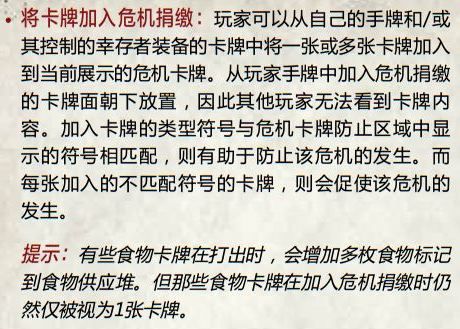 • 将卡牌加入危机捐缴：玩家可以从自己的手牌和/或
其控制的幸存者装备的卡牌中将一张或多张卡牌加入
到当前展示的危机卡牌。从玩家手牌中加入危机捐缴
的卡牌面朝下放置，因此其他玩家无法看到卡牌内
容。加入卡牌的类型符号与危机卡牌防止区域中显
示的符号相匹配，则有助于防止该危机的发生。而
每张加入的不匹配符号的卡牌，则会促使该危机的
发生。
提示：有些食物卡牌在打出时，会增加多枚食物标记
到食物供应堆。但那些食物卡牌在加入危机捐缴时仍
然仅被视为1张卡牌。